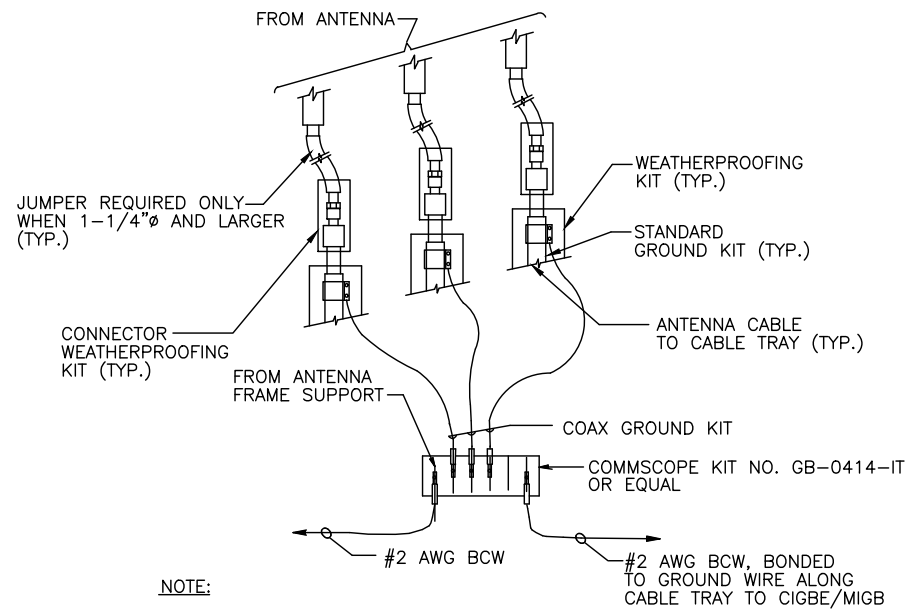 FROM ANTENNA
JUMPER REQUIRED ONLY
WHEN 1-1/4"ø AND LARGER
(TYP.)
WEATHERPROOFING
KIT (TYP.)
STANDARD
GROUND KIT (TYP.)
CONNECTOR
WEATHERPROOFING
KIT (TYP.)
ANTENNA CABLE
TO CABLE TRAY (TYP.)
FROM ANTENNA
FRAME SUPPORT
COAX GROUND KIT
COMMSCOPE KIT NO. GB-0414-IT
OR EQUAL
#2 AWG BCW
#2 AWG BCW, BONDED
TO GROUND WIRE ALONG
CABLE TRAY TO CIGBE/MIGB
NOTE: